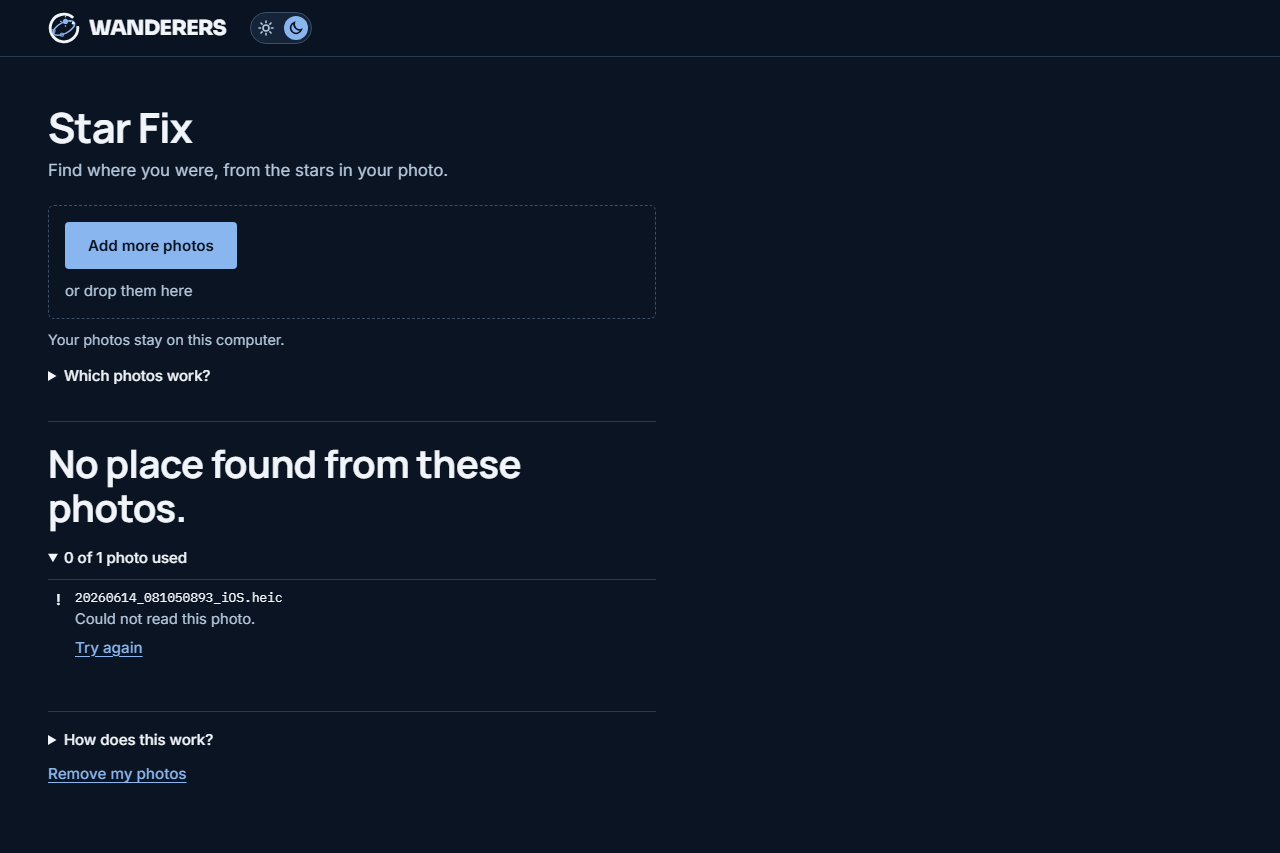 WANDERERS
Star Fix
Find where you were, from the stars in your photo.
Add more photos
or drop them here
Your photos stay on this computer.
Which photos work?
No place found from these
photos.
0 of 1 photo used
! 20260614_081050893_iOS.heic
Could not read this photo.
Try again
How does this work?
Remove my photos